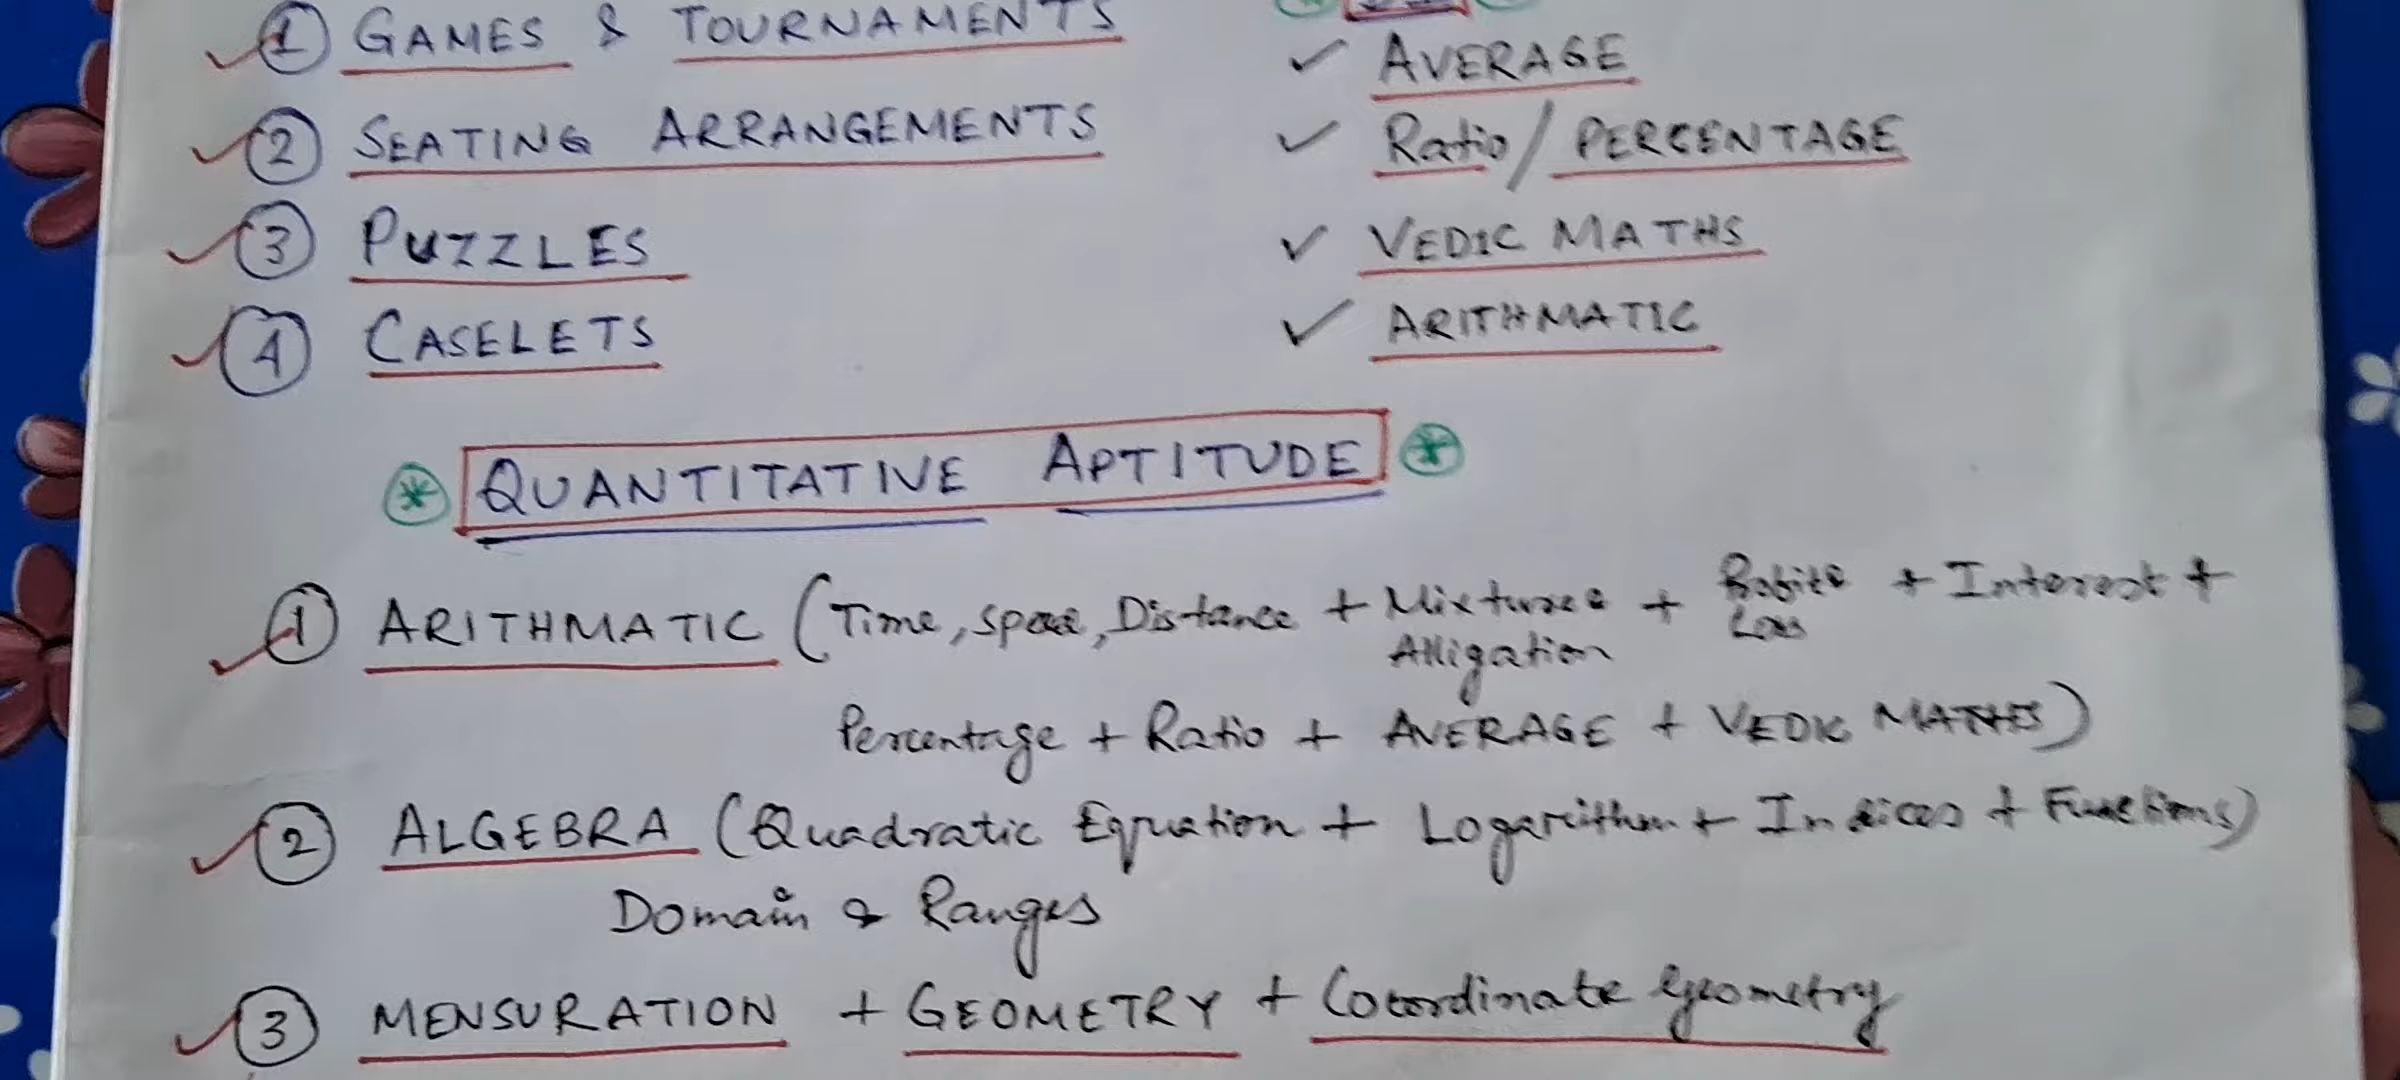 ① GAMES & TOURNAMENTS
② SEATING ARRANGEMENTS
③ PUZZLES
④ CASELETS
✓ AVERAGE
✓ Ratio / PERCENTAGE
✓ VEDIC MATHS
✓ ARITHMATIC
* QUANTITATIVE APTITUDE *
① ARITHMATIC (Time, Speed, Distance + Mixtures + Profit & + Interest +
Alligation Loss
Percentage + Ratio + AVERAGE + VEDIC MATHS)
② ALGEBRA (Quadratic Equation + Logarithm + Indices + Functions)
Domain & Ranges
③ MENSURATION + GEOMETRY + Coordinate Geometry